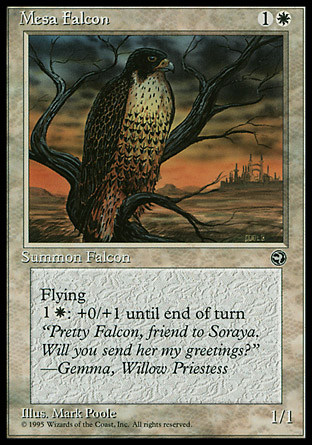 Mesa Falcon 1
Summon Falcon
Flying
1 : +0/+1 until end of turn
“Pretty Falcon, friend to Soraya.
Will you send her my greetings?”
—Gemma, Willow Priestess
Illus. Mark Poole
© 1995 Wizards of the Coast, Inc. All rights reserved.
1/1